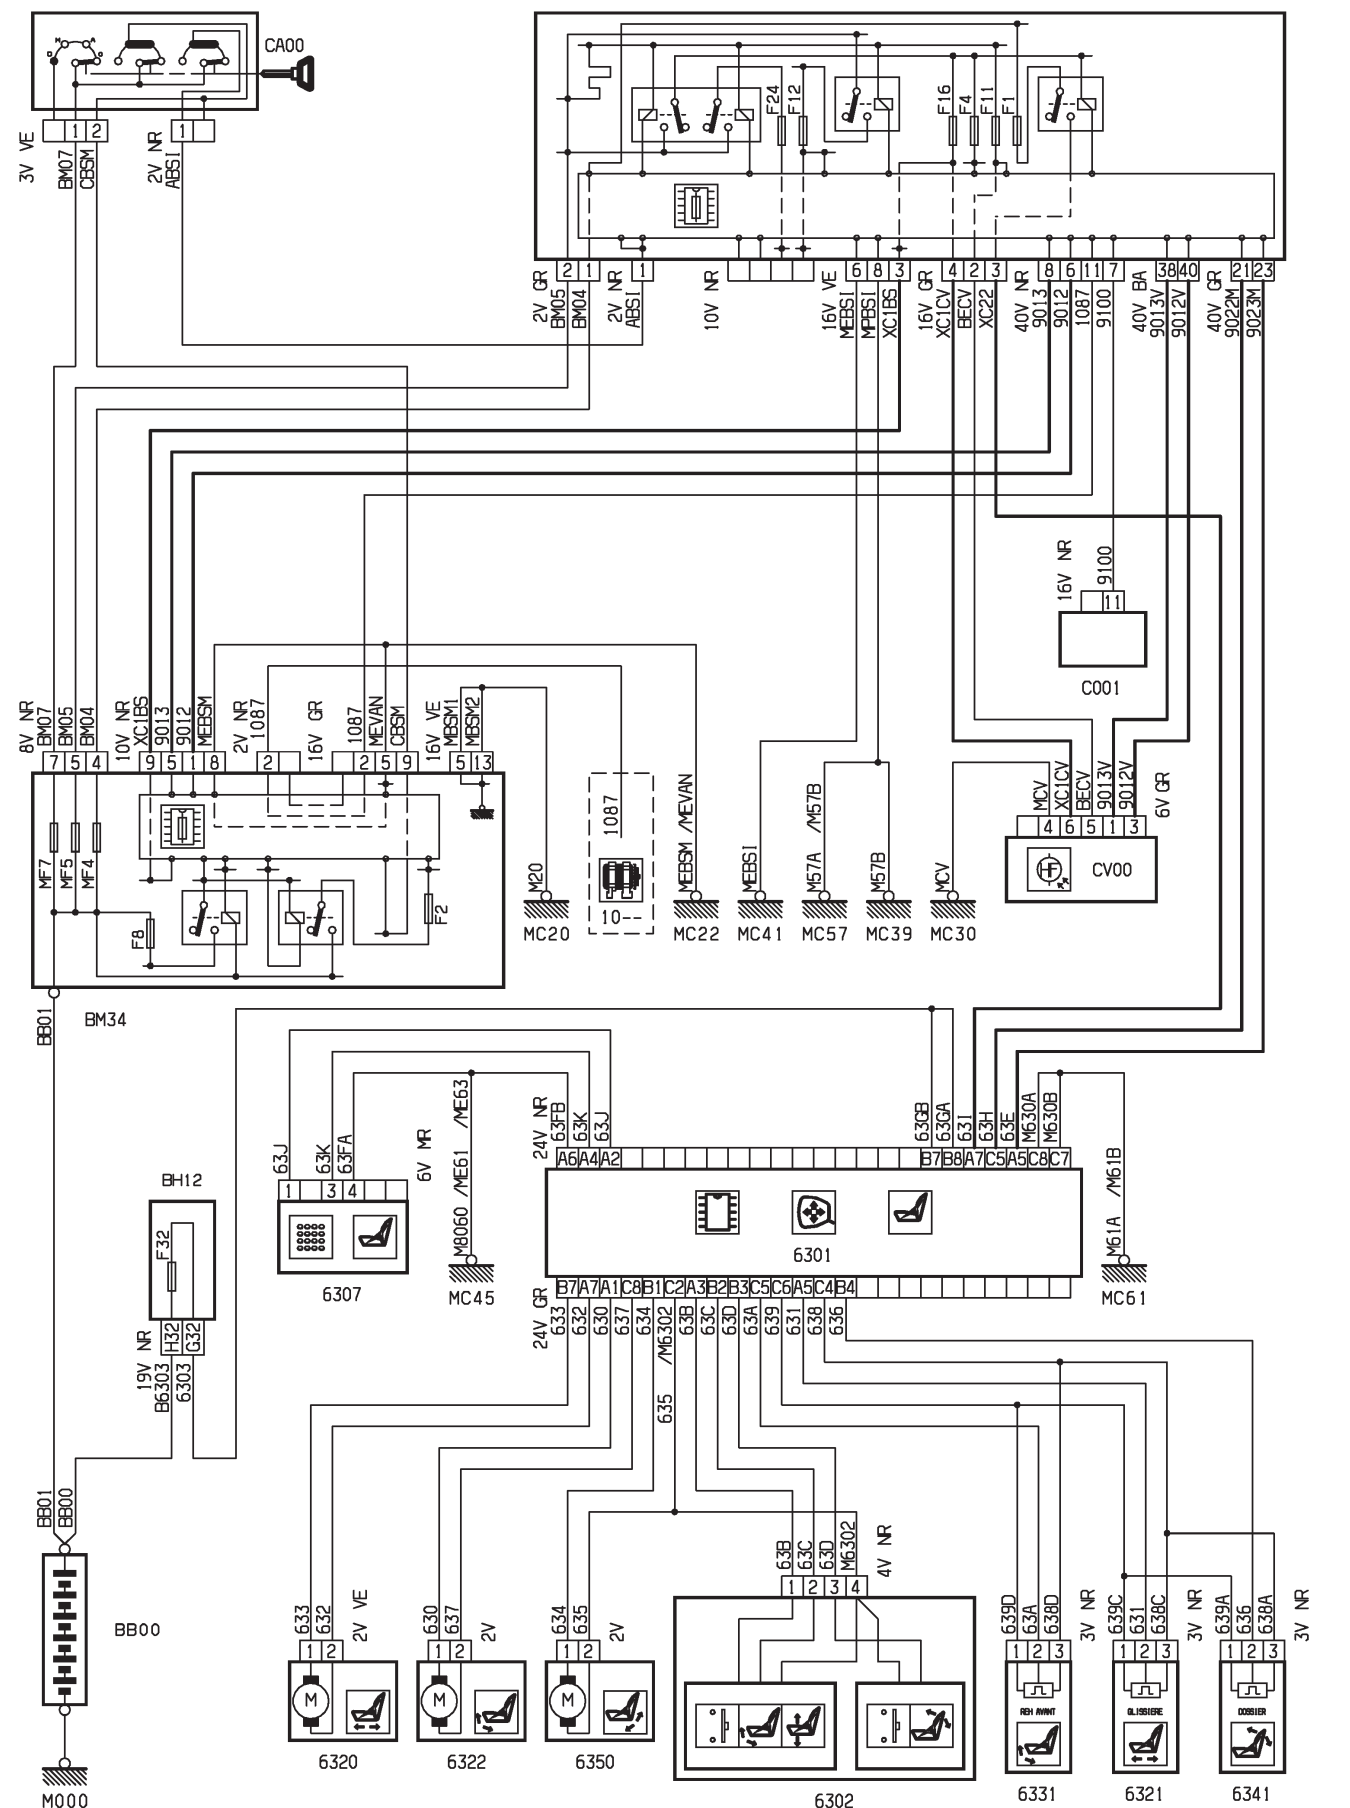 CA00
3V VE
1
2
BM07
CBSM
2V NR
1
ABSI
F24
F12
F16
F4
F11
F1
2V GR
2
1
BM05
BM04
2V NR
1
ABSI
10V NR
16V VE
6
8
3
MEBSI
MPBSI
XC1BS
16V GR
4
2
3
XC1CV
BECV
XC22
40V NR
8
6
11
7
9013
9012
1087
9100
40V BA
38
40
9013V
9012V
40V GR
21
23
9022M
9023M
16V NR
9100
11
C001
8V NR
BM07
BM05
BM04
7
5
4
10V NR
XC1BS
9013
9012
MEBSM
9
5
1
8
2V NR
1087
2
16V GR
1087
MEVAN
CBSM
2
5
9
16V VE
MBSM1
MBSM2
5
13
MF7
MF5
MF4
F8
F2
BM34
BB01
M20
MC20
1087
10--
MEBSM /MEVAN
MC22
MEBSI
MC41
M57A /M57B
MC57
M57B
MC39
MCV
MC30
MCV
XC1CV
BECV
9013V
9012V
6V GR
4
6
5
1
3
HF
CV00
63J
63K
63FA
6V MR
1
3
4
6307
M8060 /ME61 /ME63
MC45
24V NR
63FB
63K
63J
63GB
63GA
63I
63H
63E
M630A
M630B
A6
A4
A2
B7
B8
A7
C5
A5
C8
C7
6301
M61A /M61B
MC61
BH12
F32
19V NR
H32
G32
B6303
6303
24V GR
B7
A7
A1
C8
B1
C2
A3
B2
B3
C5
C6
A5
C4
B4
633
632
630
637
634
635 /M6302
63B
63C
63D
63A
639
631
638
636
BB01
BB00
BB00
M000
633
632
2V VE
1
2
M
6320
630
637
2V
1
2
M
6322
634
635
2V
1
2
M
6350
63B
63C
63D
M6302
4V NR
1
2
3
4
6302
639D
63A
638D
3V NR
1
2
3
REH AVANT
6331
639C
631
638C
3V NR
1
2
3
GLISSIERE
6321
639A
636
638A
3V NR
1
2
3
DOSSIER
6341